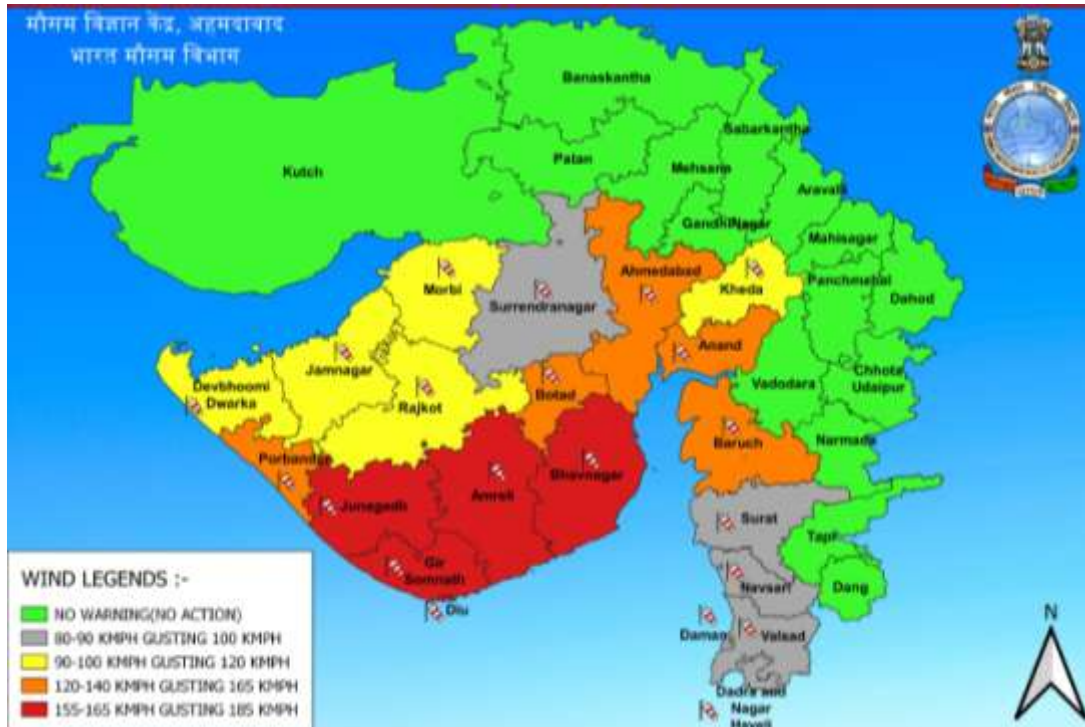 मौसम विज्ञान केंद्र, अहमदाबाद
भारत मौसम विभाग
Banaskantha
Sabarkantha
Patan
Mehsana
Kutch
Aravalli
GandhiNagar
Mahisagar
Ahmedabad
Panchmahal
Kheda
Dahod
Morbi
Surrendranagar
Anand
Jamnagar
Vadodara
Chhota
Udaipur
Devbhoomi
Dwarka
Rajkot
Botad
Baruch
Narmada
Porbandar
Bhavnagar
Amreli
Junagadh
Surat
Tapi
Gir
Somnath
Dang
Navsari
Diu
Daman
Valsad
Dadra and
Nagar
Haveli
WIND LEGENDS :-
NO WARNING(NO ACTION)
80-90 KMPH GUSTING 100 KMPH
90-100 KMPH GUSTING 120 KMPH
120-140 KMPH GUSTING 165 KMPH
155-165 KMPH GUSTING 185 KMPH
N